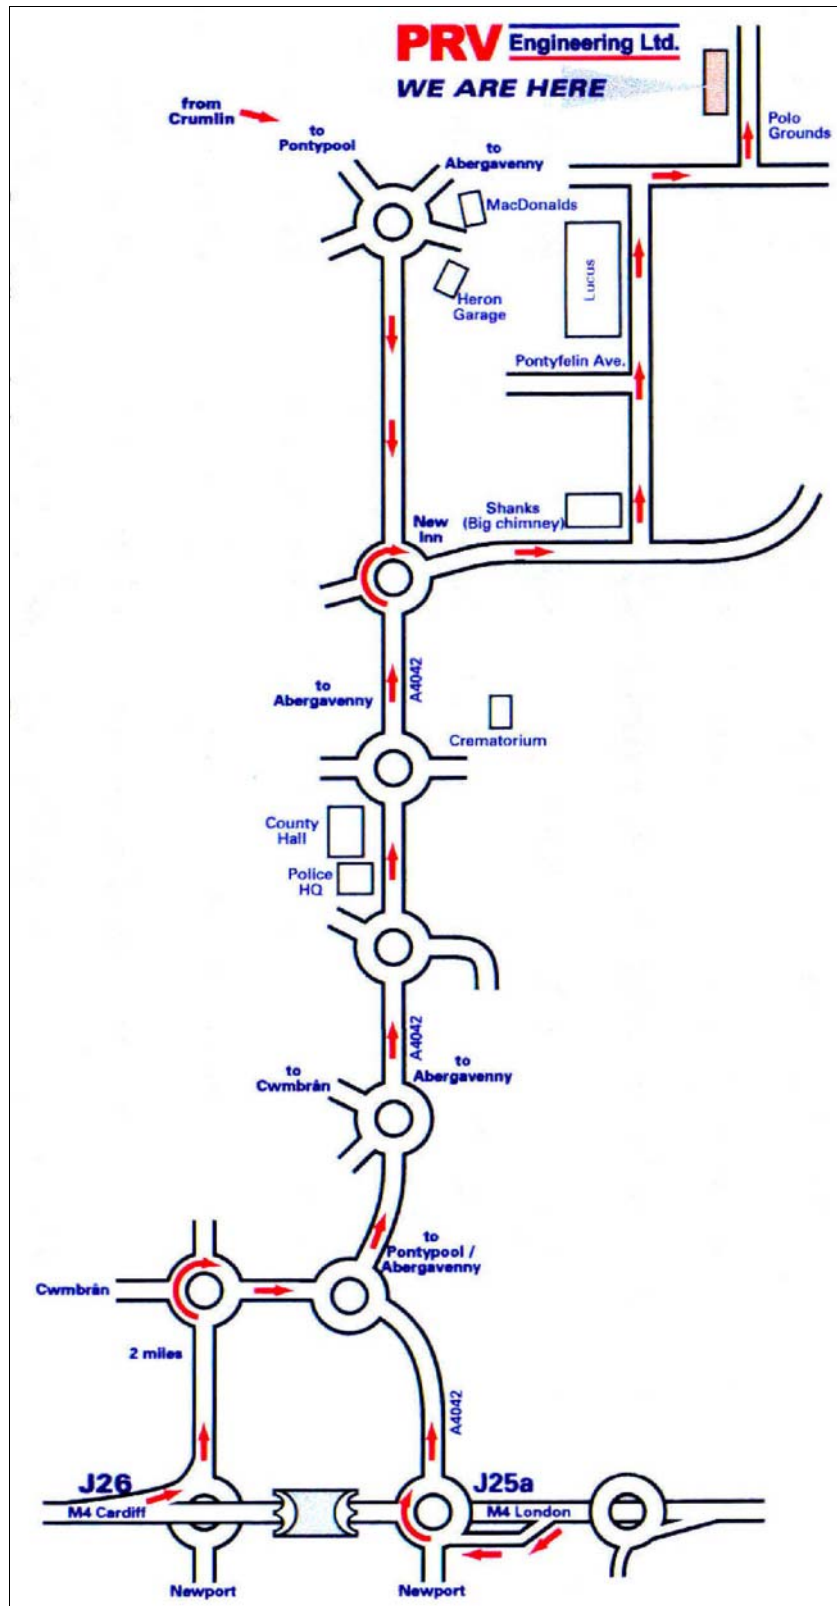 PRV Engineering Ltd.
WE ARE HERE
from
Crumlin
to
Pontypool
to
Abergavenny
Polo
Grounds
MacDonalds
Lucus
Heron
Garage
Pontyfelin Ave.
Shanks
(Big chimney)
New
Inn
A4042
to
Abergavenny
Crematorium
County
Hall
Police
HQ
A4042
to
Cwmbrân
to
Abergavenny
to
Pontypool /
Abergavenny
Cwmbrân
2 miles
A4042
J26
J25a
M4 Cardiff
M4 London
Newport
Newport